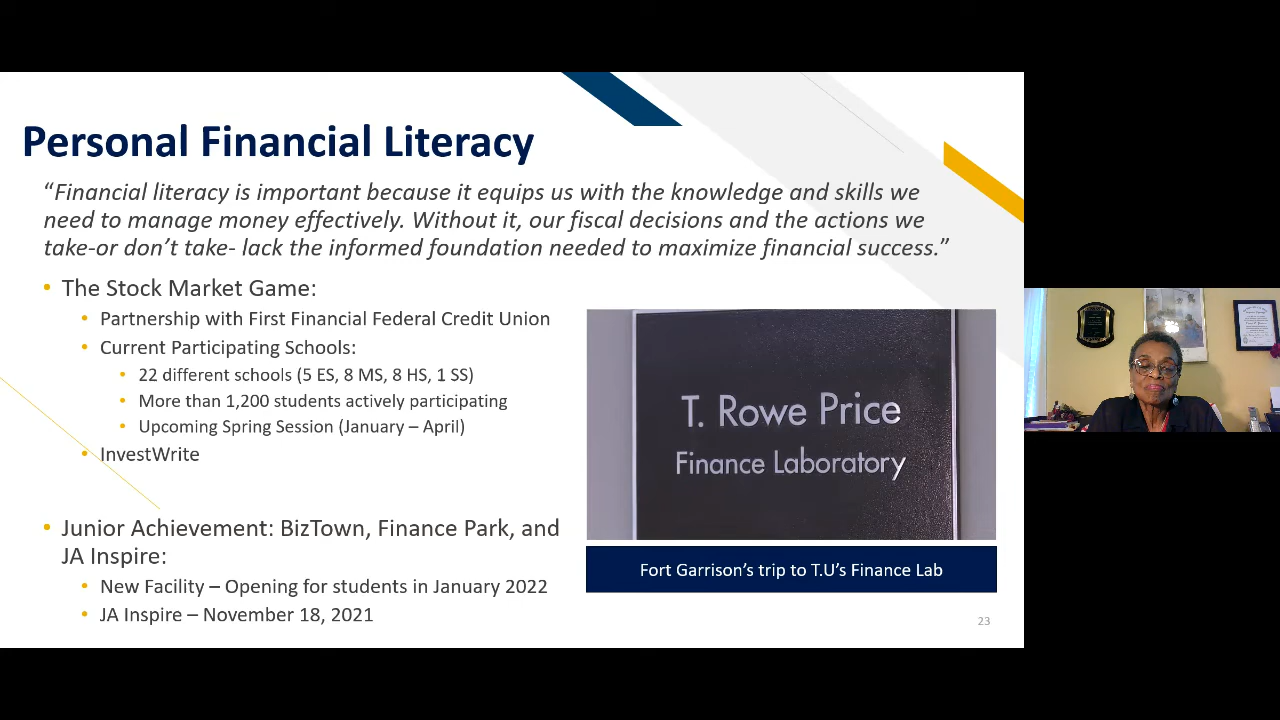 Personal Financial Literacy
“Financial literacy is important because it equips us with the knowledge and skills we
need to manage money effectively. Without it, our fiscal decisions and the actions we
take-or don’t take- lack the informed foundation needed to maximize financial success.”
• The Stock Market Game:
• Partnership with First Financial Federal Credit Union
• Current Participating Schools:
• 22 different schools (5 ES, 8 MS, 8 HS, 1 SS)
• More than 1,200 students actively participating
• Upcoming Spring Session (January – April)
• InvestWrite
• Junior Achievement: BizTown, Finance Park, and
JA Inspire:
• New Facility – Opening for students in January 2022
• JA Inspire – November 18, 2021
T. Rowe Price
Finance Laboratory
Fort Garrison’s trip to T.U’s Finance Lab
23